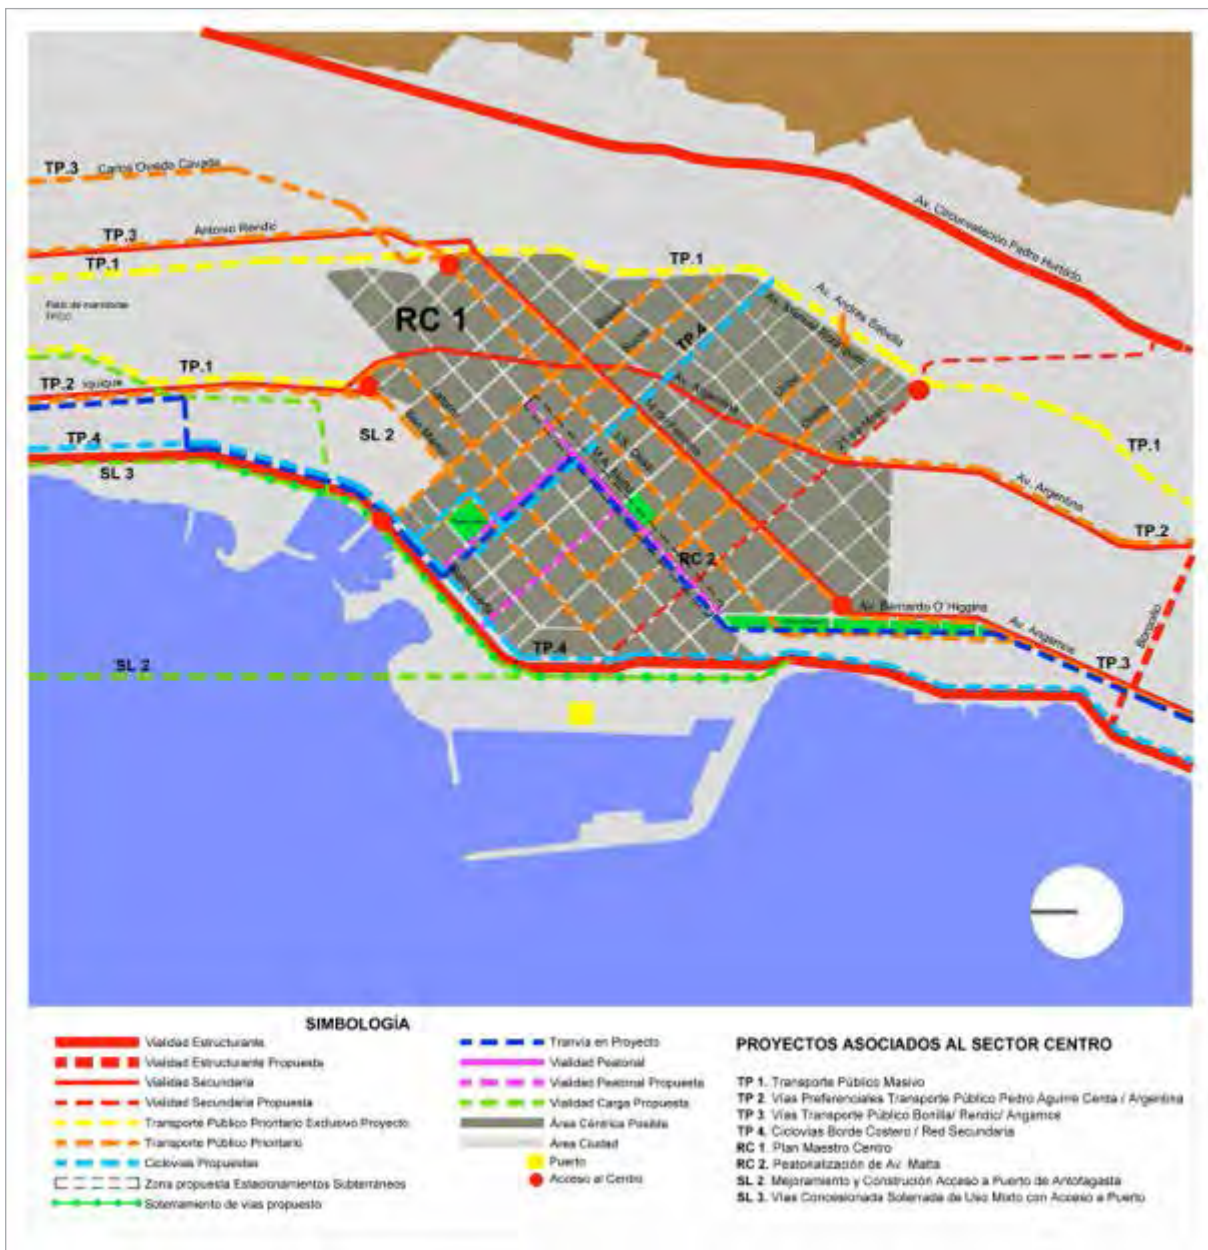 TP.3 Carlos Oviedo Cavada
TP.3 Antonio Rendic
TP.1
TP.1
Av. Circunvalación Padre Hurtado
Av. Andrés Sabella
RC 1
TP.4
TP.1
TP.2 Iquique
Av. Argentina
TP.4
SL 2
SL 3
TP.1
Av. Argentina
TP.2
RC 2
Av. Bernardo O'Higgins
Av. Angamos
TP.3
TP.4
SL 2
SIMBOLOGÍA
Vialidad Estructurante
Vialidad Estructurante Propuesta
Vialidad Secundaria
Vialidad Secundaria Propuesta
Transporte Público Prioritario Exclusivo Proyecto
Transporte Público Prioritario
Ciclovías Propuestas
Zona propuesta Estacionamientos Subterráneos
Soterramiento de vías propuesto
Tranvía en Proyecto
Vialidad Peatonal
Vialidad Peatonal Propuesta
Vialidad Carga Propuesta
Área Céntrica Posible
Área Ciudad
Puerto
Acceso al Centro
PROYECTOS ASOCIADOS AL SECTOR CENTRO
TP 1. Transporte Público Masivo
TP 2. Vías Preferenciales Transporte Público Pedro Aguirre Cerda / Argentina
TP 3. Vías Transporte Público Bonilla/ Rendic/ Angamos
TP 4. Ciclovías Borde Costero / Red Secundaria
RC 1. Plan Maestro Centro
RC 2. Peatonalización de Av. Matta
SL 2. Mejoramiento y Construción Acceso a Puerto de Antofagasta
SL 3. Vías Concesionada Soterrada de Uso Mixto con Acceso a Puerto